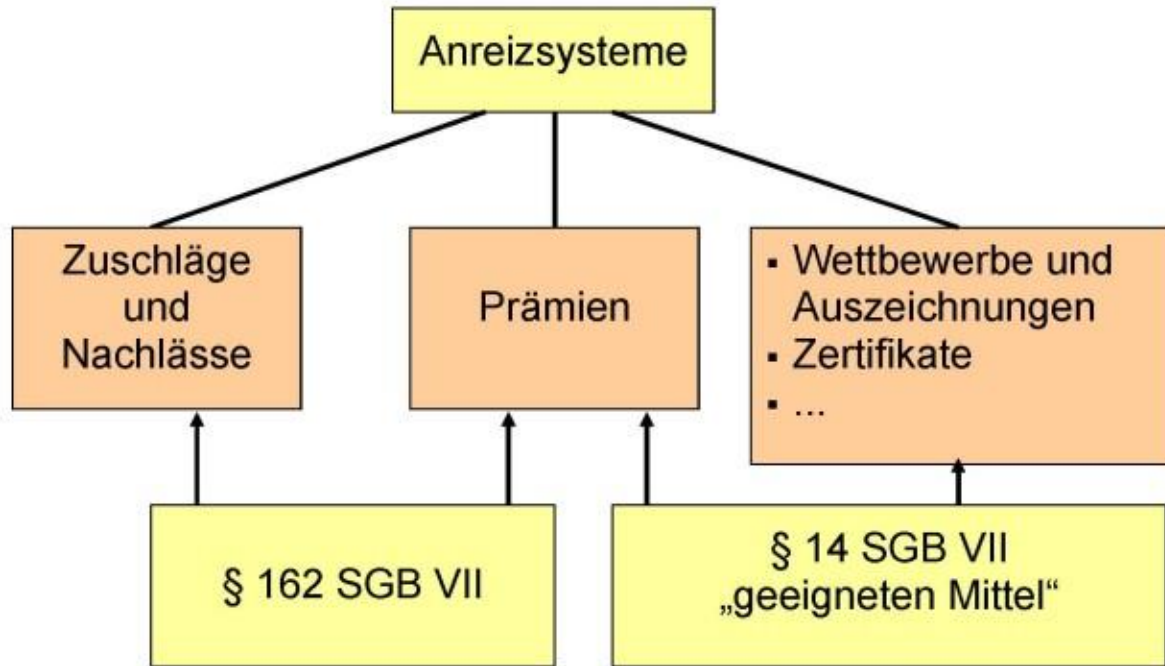 Anreizsysteme
Zuschläge
und
Nachlässe
Prämien
▪ Wettbewerbe und
Auszeichnungen
▪ Zertifikate
▪ ...
§ 162 SGB VII
§ 14 SGB VII
„geeigneten Mittel“